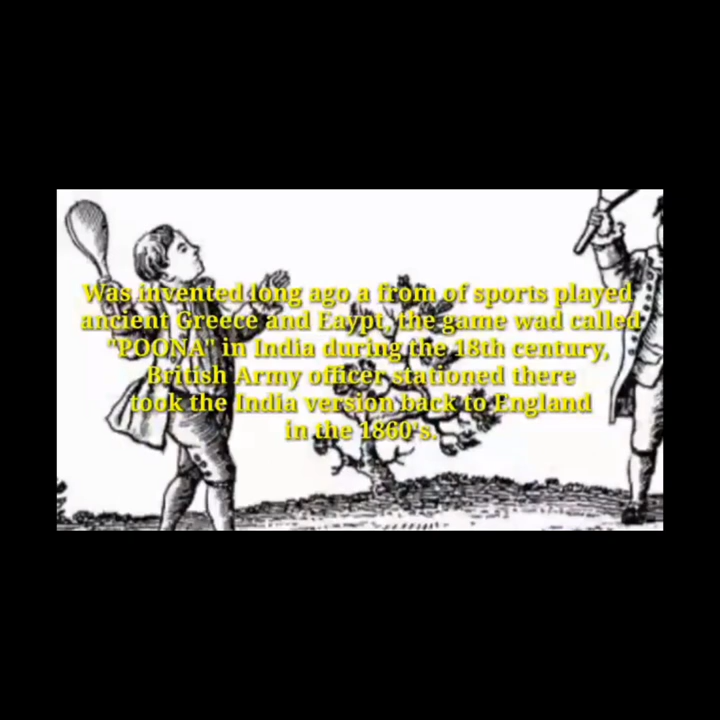 Was invented long ago a from of sports played
ancient Greece and Eaypt, the game wad called
"POONA" in India during the 18th century,
British Army officer stationed there
took the India version back to England
in the 1860's.